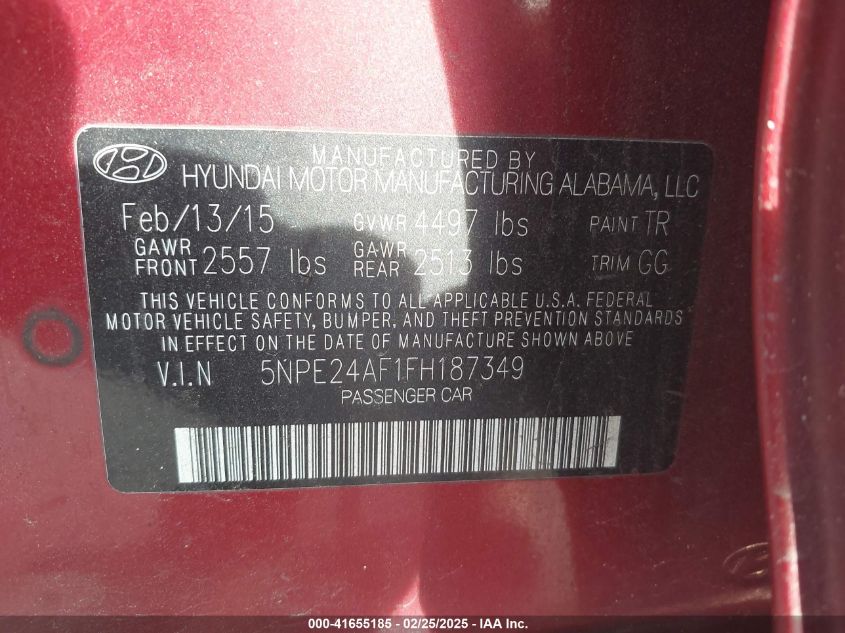 MANUFACTURED BY
HYUNDAI MOTOR MANUFACTURING ALABAMA, LLC
Feb/13/15 GVWR 4497 lbs PAINT TR
GAWR FRONT 2557 lbs GAWR REAR 2513 lbs TRIM GG
THIS VEHICLE CONFORMS TO ALL APPLICABLE U.S.A. FEDERAL
MOTOR VEHICLE SAFETY, BUMPER, AND THEFT PREVENTION STANDARDS
IN EFFECT ON THE DATE OF MANUFACTURE SHOWN ABOVE
V.I.N 5NPE24AF1FH187349
PASSENGER CAR
000-41655185 - 02/25/2025 - IAA Inc.